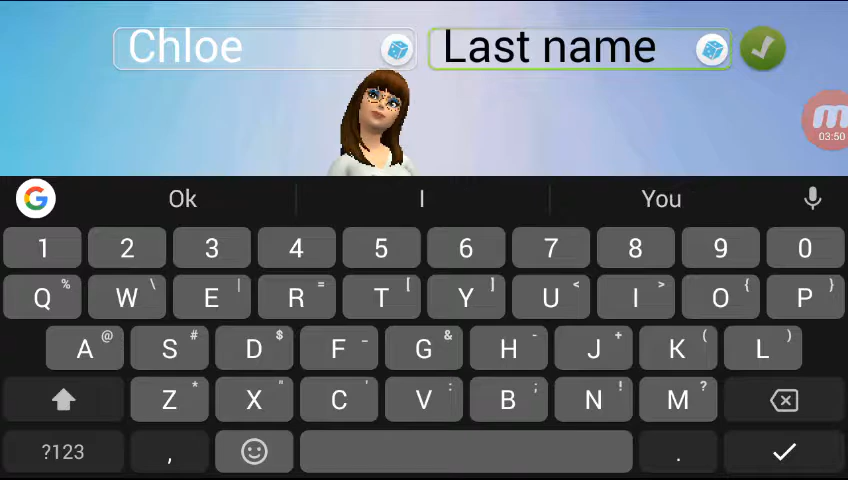 Chloe Last name
03:50
Ok I You
1 2 3 4 5 6 7 8 9 0
Q % W \ E | R = T [ Y ] U < I > O { P }
A @ S # D $ F _ G & H - J + K ( L )
Z * X " C ' V : B ; N ! M ?
?123 , .